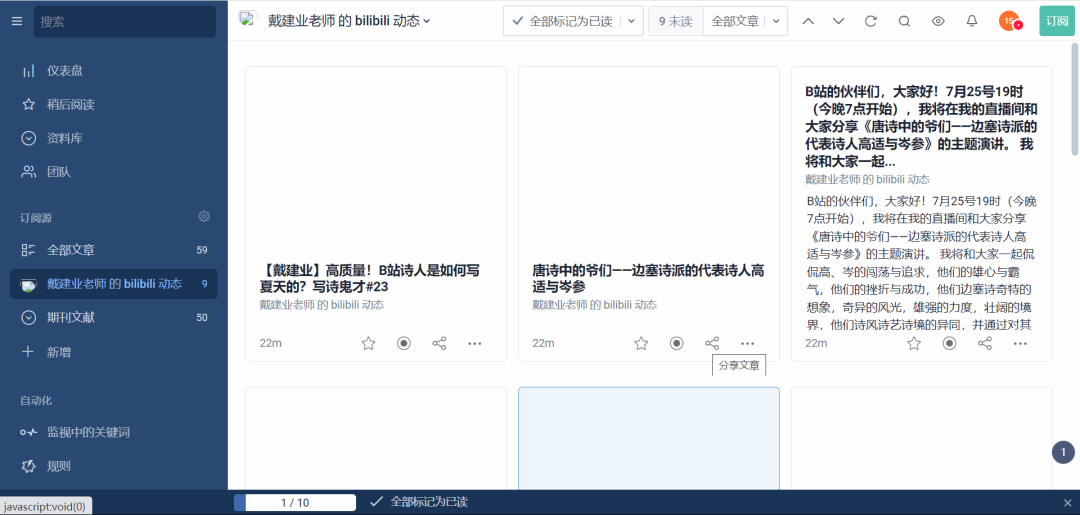 搜索
仪表盘
稍后阅读
资料库
团队
订阅源
全部文章 59
戴建业老师 的 bilibili 动态 9
期刊文献 50
新增
自动化
监视中的关键词
规则
javascript:void(0)
戴建业老师 的 bilibili 动态
全部标记为已读
9 未读
全部文章
15
订阅
【戴建业】高质量！B站诗人是如何写
夏天的？写诗鬼才#23
戴建业老师 的 bilibili 动态
22m
唐诗中的爷们——边塞诗派的代表诗人高
适与岑参
戴建业老师 的 bilibili 动态
22m
分享文章
B站的伙伴们，大家好！7月25号19时
（今晚7点开始），我将在我的直播间和
大家分享《唐诗中的爷们——边塞诗派的
代表诗人高适与岑参》的主题演讲。 我
将和大家一起...
戴建业老师 的 bilibili 动态
B站的伙伴们，大家好！7月25号19时（今晚
7点开始），我将在我的直播间和大家分享
《唐诗中的爷们——边塞诗派的代表诗人高
适与岑参》的主题演讲。 我将和大家一起侃
侃高、岑的闯荡与追求，他们的雄心与霸
气，他们的挫折与成功，他们边塞诗奇特的
想象，奇异的风光，雄强的力度，壮阔的境
界，他们诗风诗艺诗境的异同，并通过对其
22m
1
1 / 10
全部标记为已读